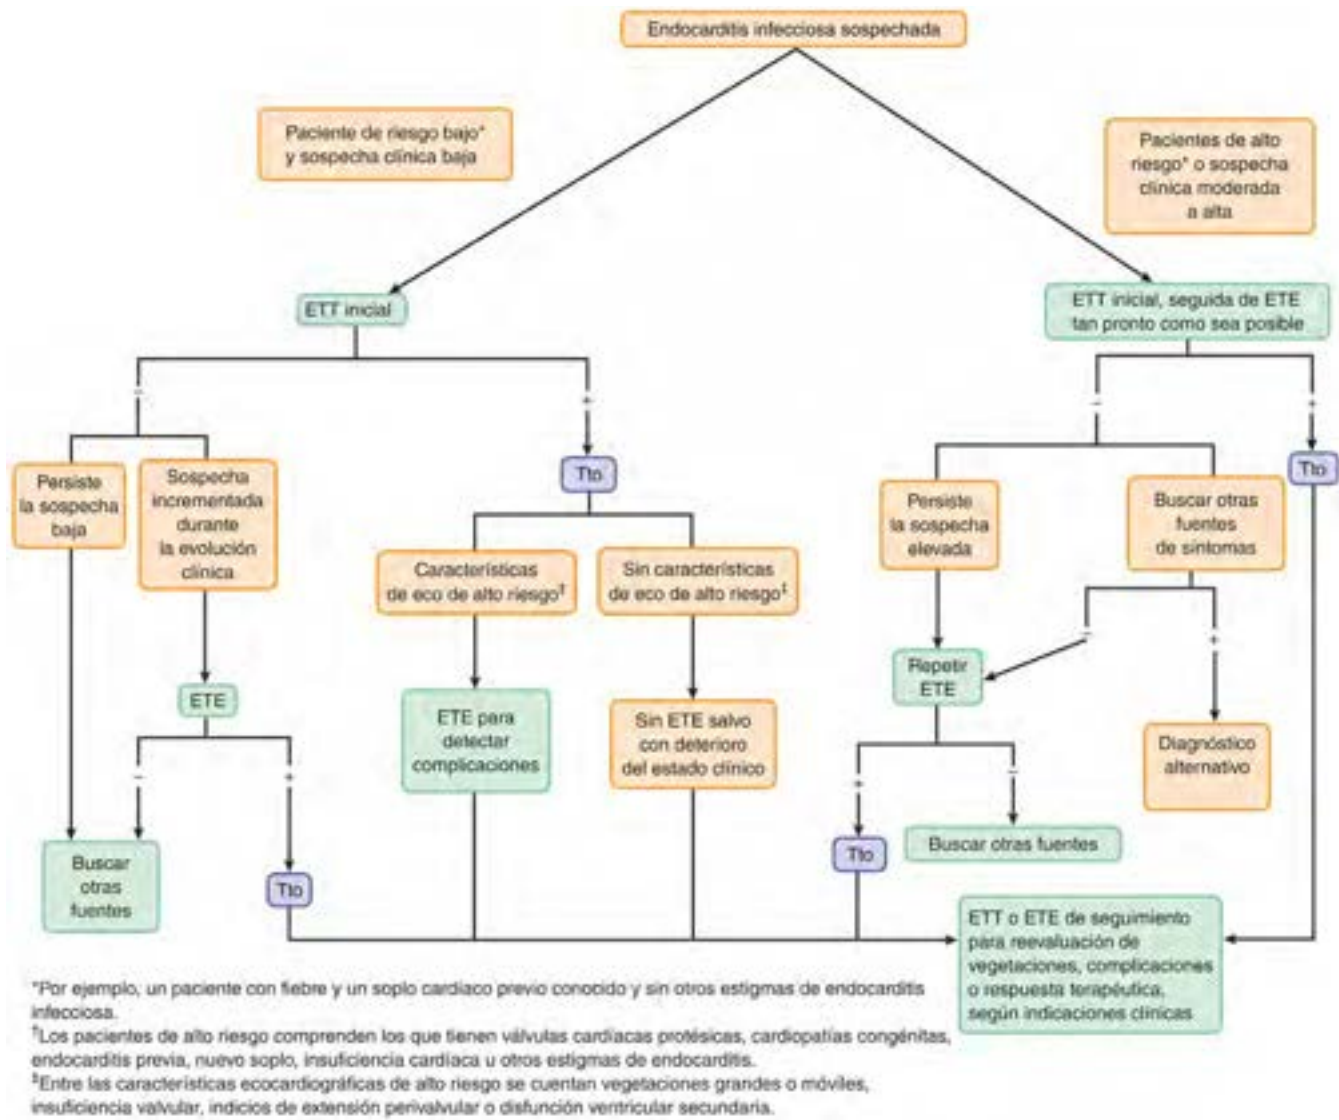 Endocarditis infecciosa sospechada
Paciente de riesgo bajo*
y sospecha clínica baja
Pacientes de alto
riesgo* o sospecha
clínica moderada
a alta
ETT inicial
ETT inicial, seguida de ETE
tan pronto como sea posible
–
+
–
+
Persiste
la sospecha
baja
Sospecha
incrementada
durante
la evolución
clínica
Tto
Persiste
la sospecha
elevada
Buscar otras
fuentes
de síntomas
Tto
Características
de eco de alto riesgo†
Sin características
de eco de alto riesgo‡
–
+
ETE
Repetir
ETE
ETE para
detectar
complicaciones
Sin ETE salvo
con deterioro
del estado clínico
Diagnóstico
alternativo
–
+
+
–
Buscar
otras
fuentes
Tto
Tto
Buscar otras fuentes
ETT o ETE de seguimiento
para reevaluación de
vegetaciones, complicaciones
o respuesta terapéutica,
según indicaciones clínicas
*Por ejemplo, un paciente con fiebre y un soplo cardíaco previo conocido y sin otros estigmas de endocarditis
infecciosa.
†Los pacientes de alto riesgo comprenden los que tienen válvulas cardíacas protésicas, cardiopatías congénitas,
endocarditis previa, nuevo soplo, insuficiencia cardíaca u otros estigmas de endocarditis.
‡Entre las características ecocardiográficas de alto riesgo se cuentan vegetaciones grandes o móviles,
insuficiencia valvular, indicios de extensión perivalvular o disfunción ventricular secundaria.